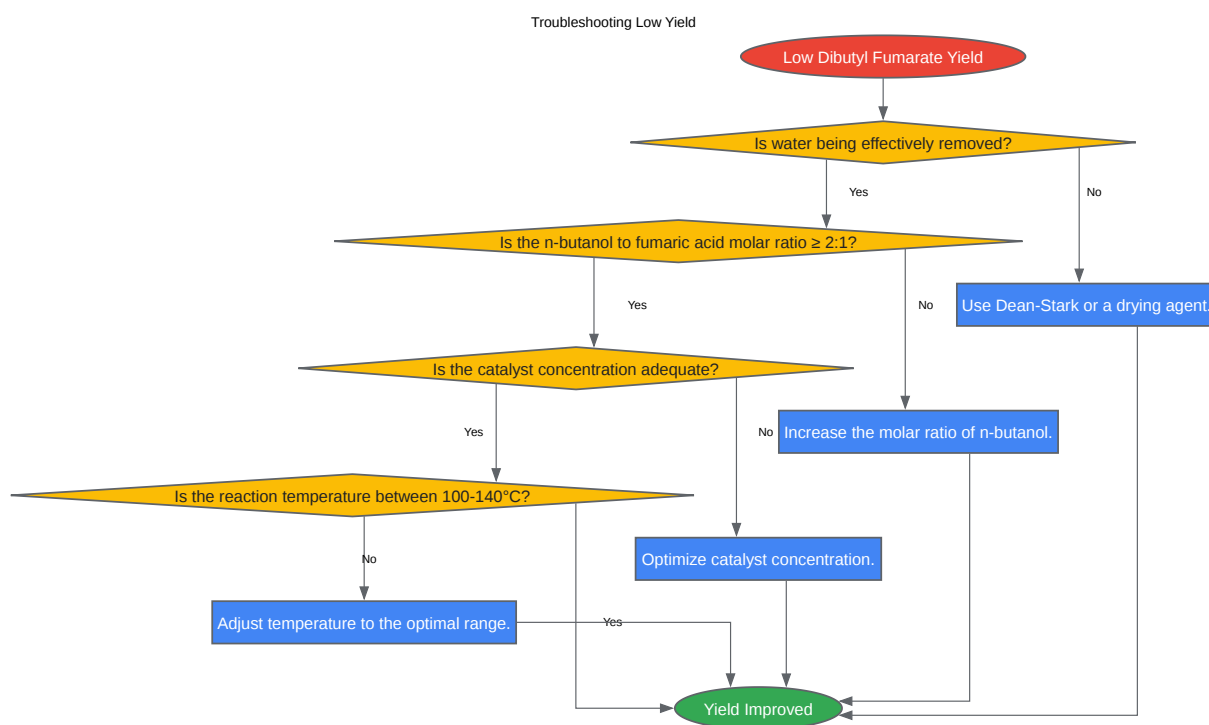 Troubleshooting Low Yield
Low Dibutyl Fumarate Yield
Is water being effectively removed?
Yes
No
Is the n-butanol to fumaric acid molar ratio ≥ 2:1?
Use Dean-Stark or a drying agent.
Yes
No
Is the catalyst concentration adequate?
Yes
No
Increase the molar ratio of n-butanol.
Is the reaction temperature between 100-140°C?
No
Optimize catalyst concentration.
Adjust temperature to the optimal range.
Yes
Yield Improved